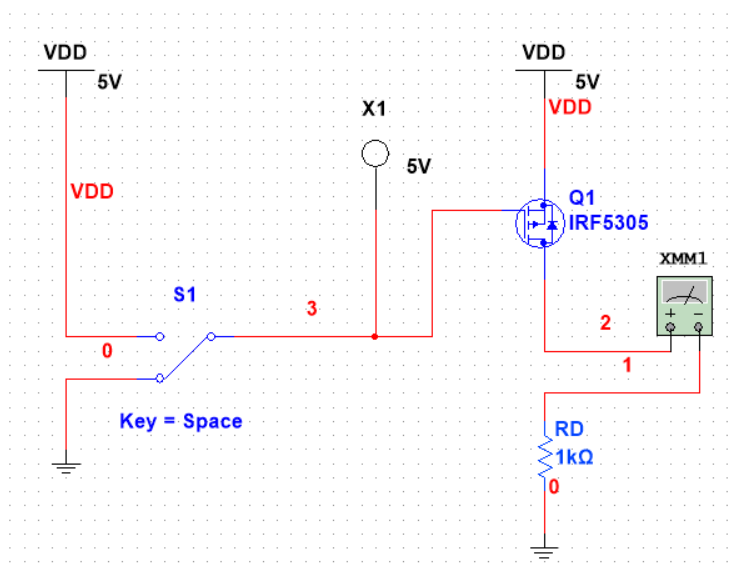 VDD
5V
VDD
X1
5V
S1
0
3
Key = Space
VDD
5V
VDD
Q1
IRF5305
XMM1
+ −
2
1
RD
1kΩ
0